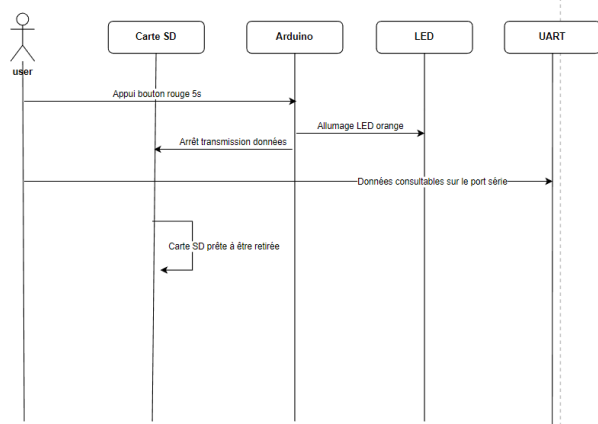 Carte SD
Arduino
LED
UART
user
Appui bouton rouge 5s
Allumage LED orange
Arrêt transmission données
Données consultables sur le port série
Carte SD prête à être retirée